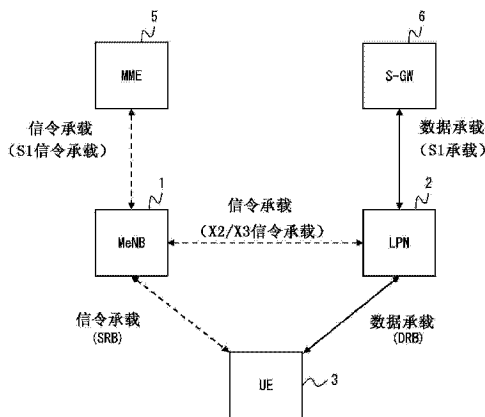 5
MME
6
S-GW
信令承载
(S1信令承载)
数据承载
(S1承载)
1
MeNB
信令承载
(X2/X3信令承载)
2
LPN
信令承载
(SRB)
数据承载
(DRB)
UE
3